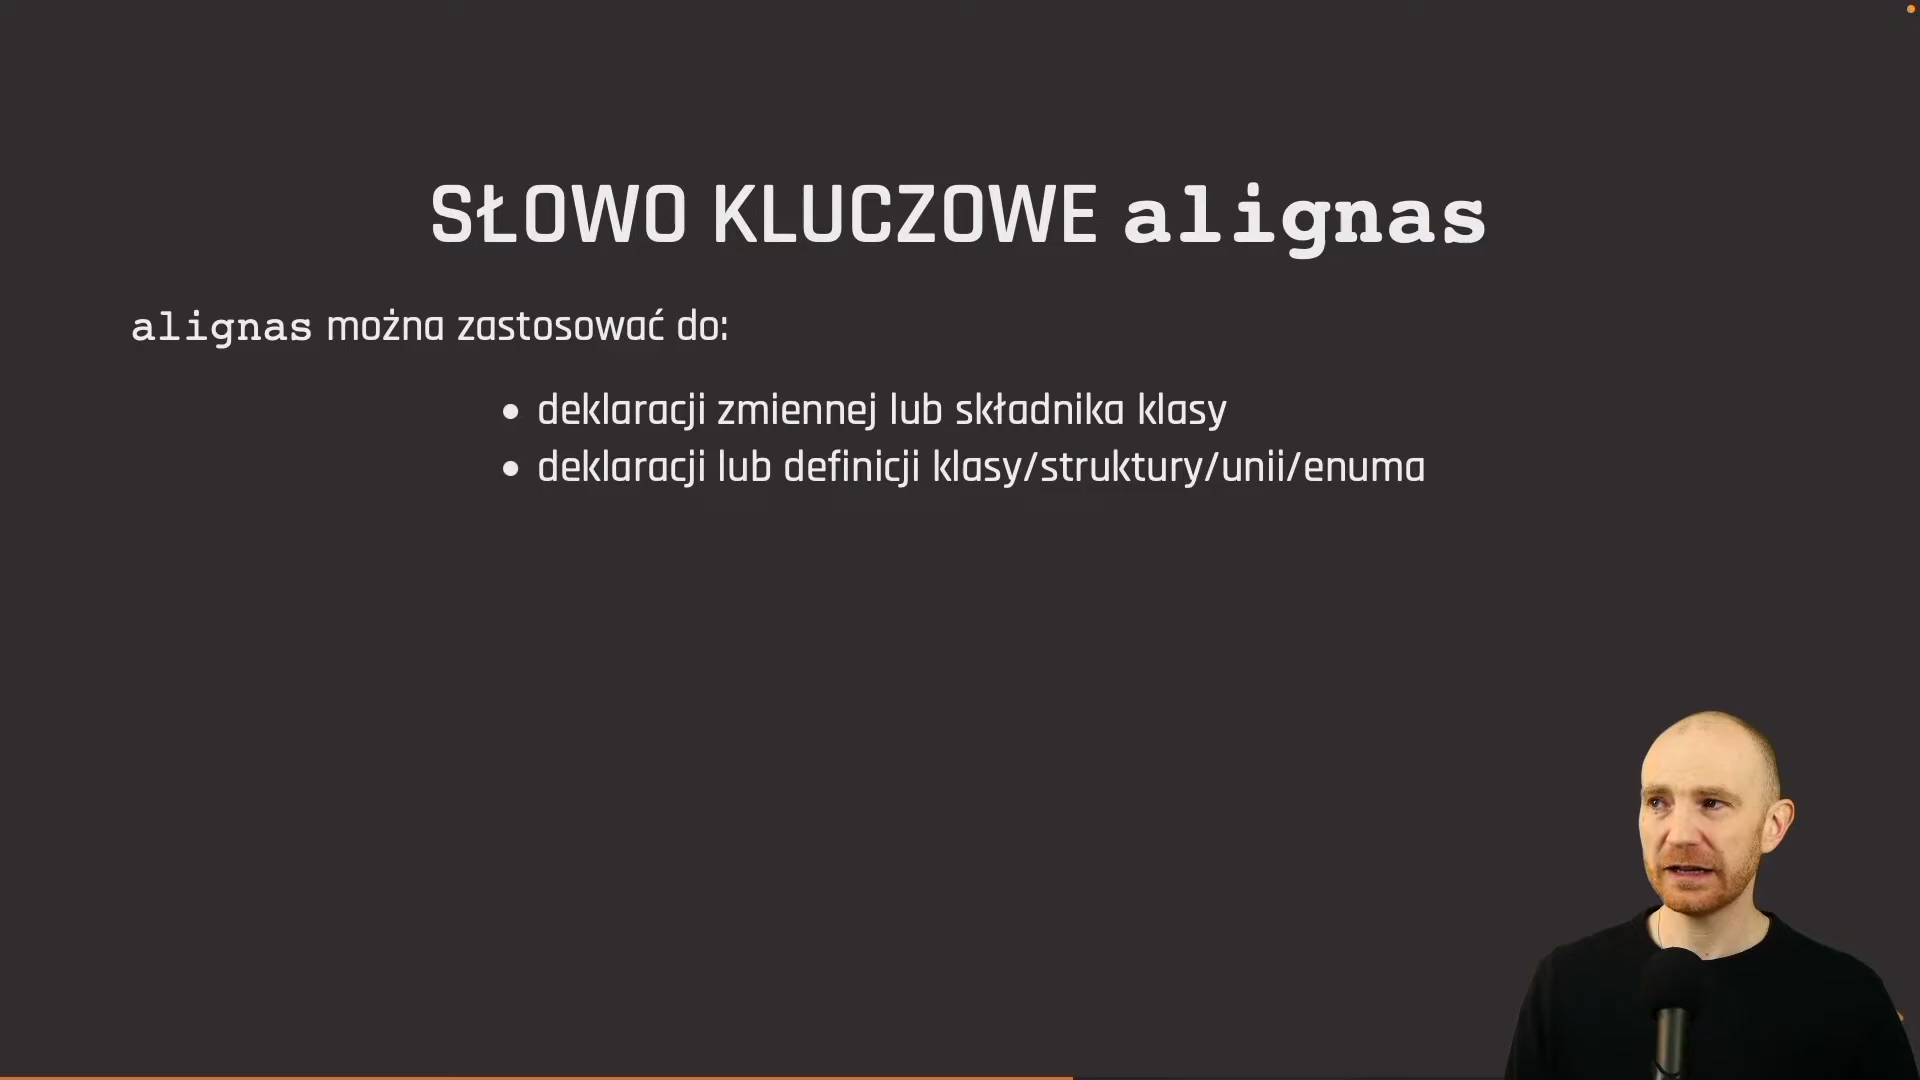 SŁOWO KLUCZOWE alignas
alignas można zastosować do:
deklaracji zmiennej lub składnika klasy
deklaracji lub definicji klasy/struktury/unii/enuma